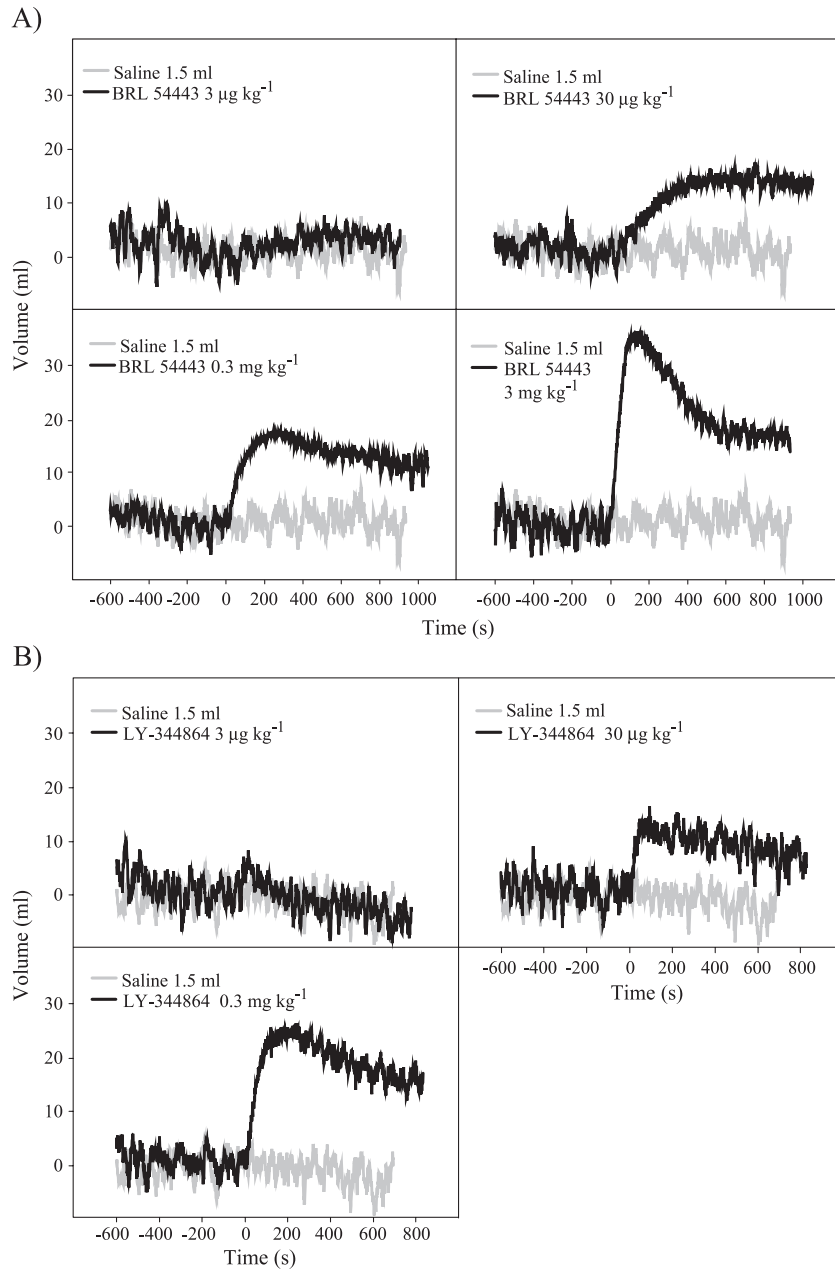 A)
Saline 1.5 ml
BRL 54443 3 µg kg-1
Saline 1.5 ml
BRL 54443 30 µg kg-1
30
20
10
0
Saline 1.5 ml
BRL 54443 0.3 mg kg-1
Saline 1.5 ml
BRL 54443
3 mg kg-1
30
20
10
0
Volume (ml)
-600 -400 -200 0 200 400 600 800 1000
-600 -400 -200 0 200 400 600 800 1000
Time (s)
B)
Saline 1.5 ml
LY-344864 3 µg kg-1
Saline 1.5 ml
LY-344864 30 µg kg-1
30
20
10
0
-600 -400 -200 0 200 400 600 800
Time (s)
Saline 1.5 ml
LY-344864 0.3 mg kg-1
30
20
10
0
Volume (ml)
-600 -400 -200 0 200 400 600 800
Time (s)